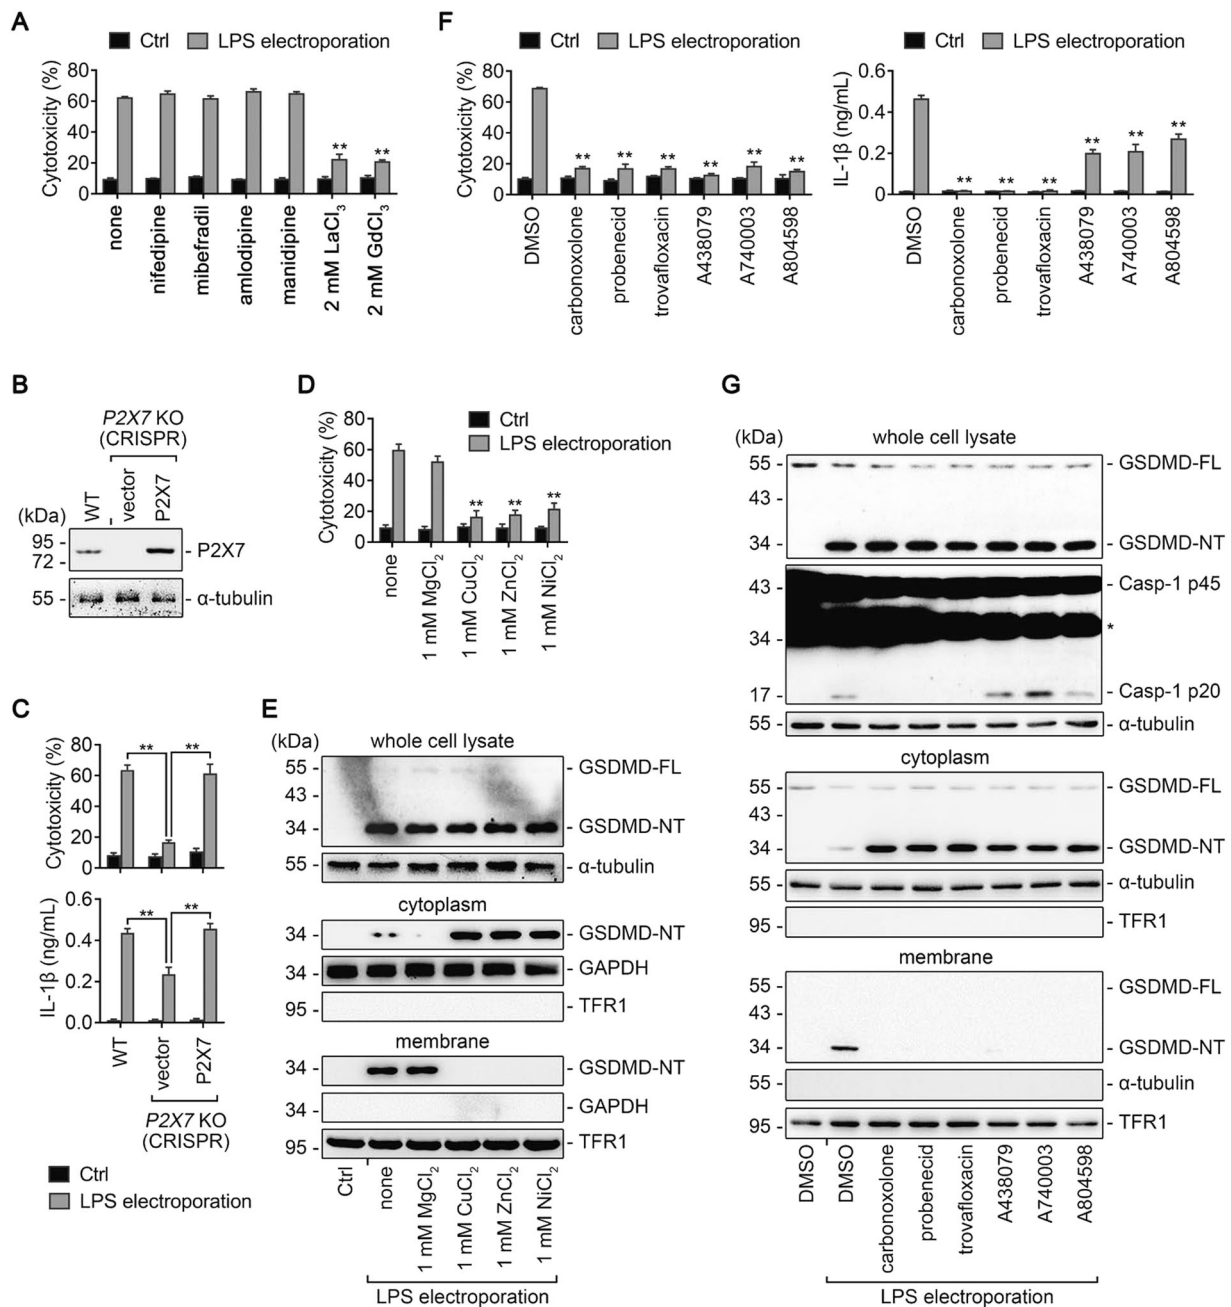 A
Ctrl LPS electroporation
Cytotoxicity (%)
80
60
40
20
0
** **
none
nifedipine
mibefradil
amlodipine
manidipine
2 mM LaCl3
2 mM GdCl3
F
Ctrl LPS electroporation
Cytotoxicity (%)
80
60
40
20
0
** ** ** ** ** **
DMSO
carbonoxolone
probenecid
trovafloxacin
A438079
A740003
A804598
Ctrl LPS electroporation
IL-1β (ng/mL)
0.6
0.4
0.2
0
** ** ** ** ** **
DMSO
carbonoxolone
probenecid
trovafloxacin
A438079
A740003
A804598
B
P2X7 KO
(CRISPR)
WT
vector
P2X7
(kDa)
95
72
P2X7
55
α-tubulin
D
Ctrl
LPS electroporation
Cytotoxicity (%)
80
60
40
20
0
** ** **
none
1 mM MgCl2
1 mM CuCl2
1 mM ZnCl2
1 mM NiCl2
C
Cytotoxicity (%)
80
60
40
20
0
** **
IL-1β (ng/mL)
0.6
0.4
0.2
0.0
** **
WT
vector
P2X7
P2X7 KO
(CRISPR)
Ctrl
LPS electroporation
E
(kDa)
whole cell lysate
55
GSDMD-FL
43
34
GSDMD-NT
55
α-tubulin
cytoplasm
34
GSDMD-NT
34
GAPDH
95
TFR1
membrane
34
GSDMD-NT
34
GAPDH
95
TFR1
Ctrl
none
1 mM MgCl2
1 mM CuCl2
1 mM ZnCl2
1 mM NiCl2
LPS electroporation
G
(kDa)
whole cell lysate
55
GSDMD-FL
43
34
GSDMD-NT
43
Casp-1 p45
34
*
17
Casp-1 p20
55
α-tubulin
cytoplasm
55
GSDMD-FL
43
34
GSDMD-NT
55
α-tubulin
95
TFR1
membrane
55
GSDMD-FL
43
34
GSDMD-NT
55
α-tubulin
95
TFR1
DMSO
DMSO
carbonoxolone
probenecid
trovafloxacin
A438079
A740003
A804598
LPS electroporation